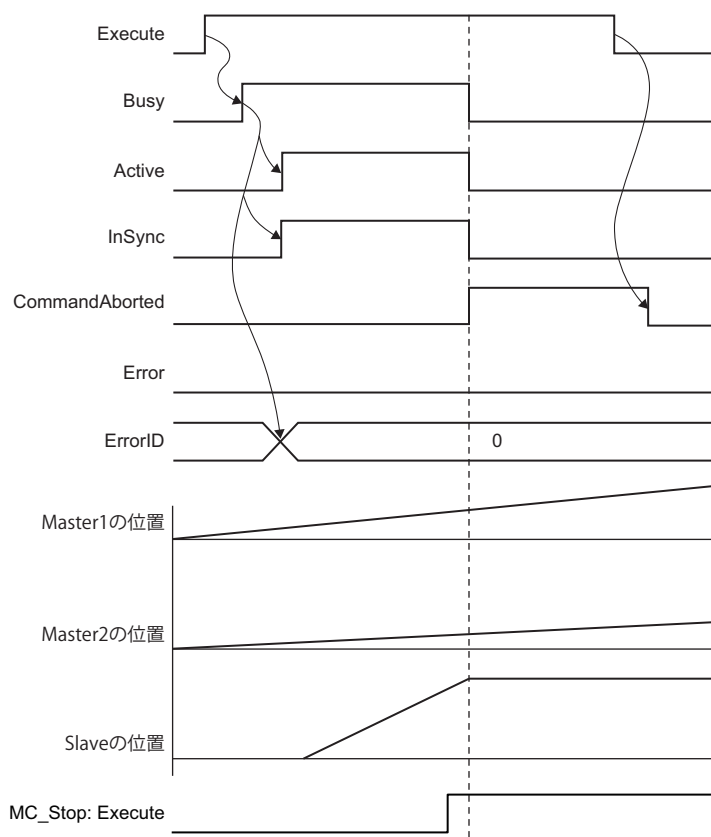 Execute
Busy
Active
InSync
CommandAborted
Error
ErrorID
0
Master1の位置
Master2の位置
Slaveの位置
MC_Stop: Execute